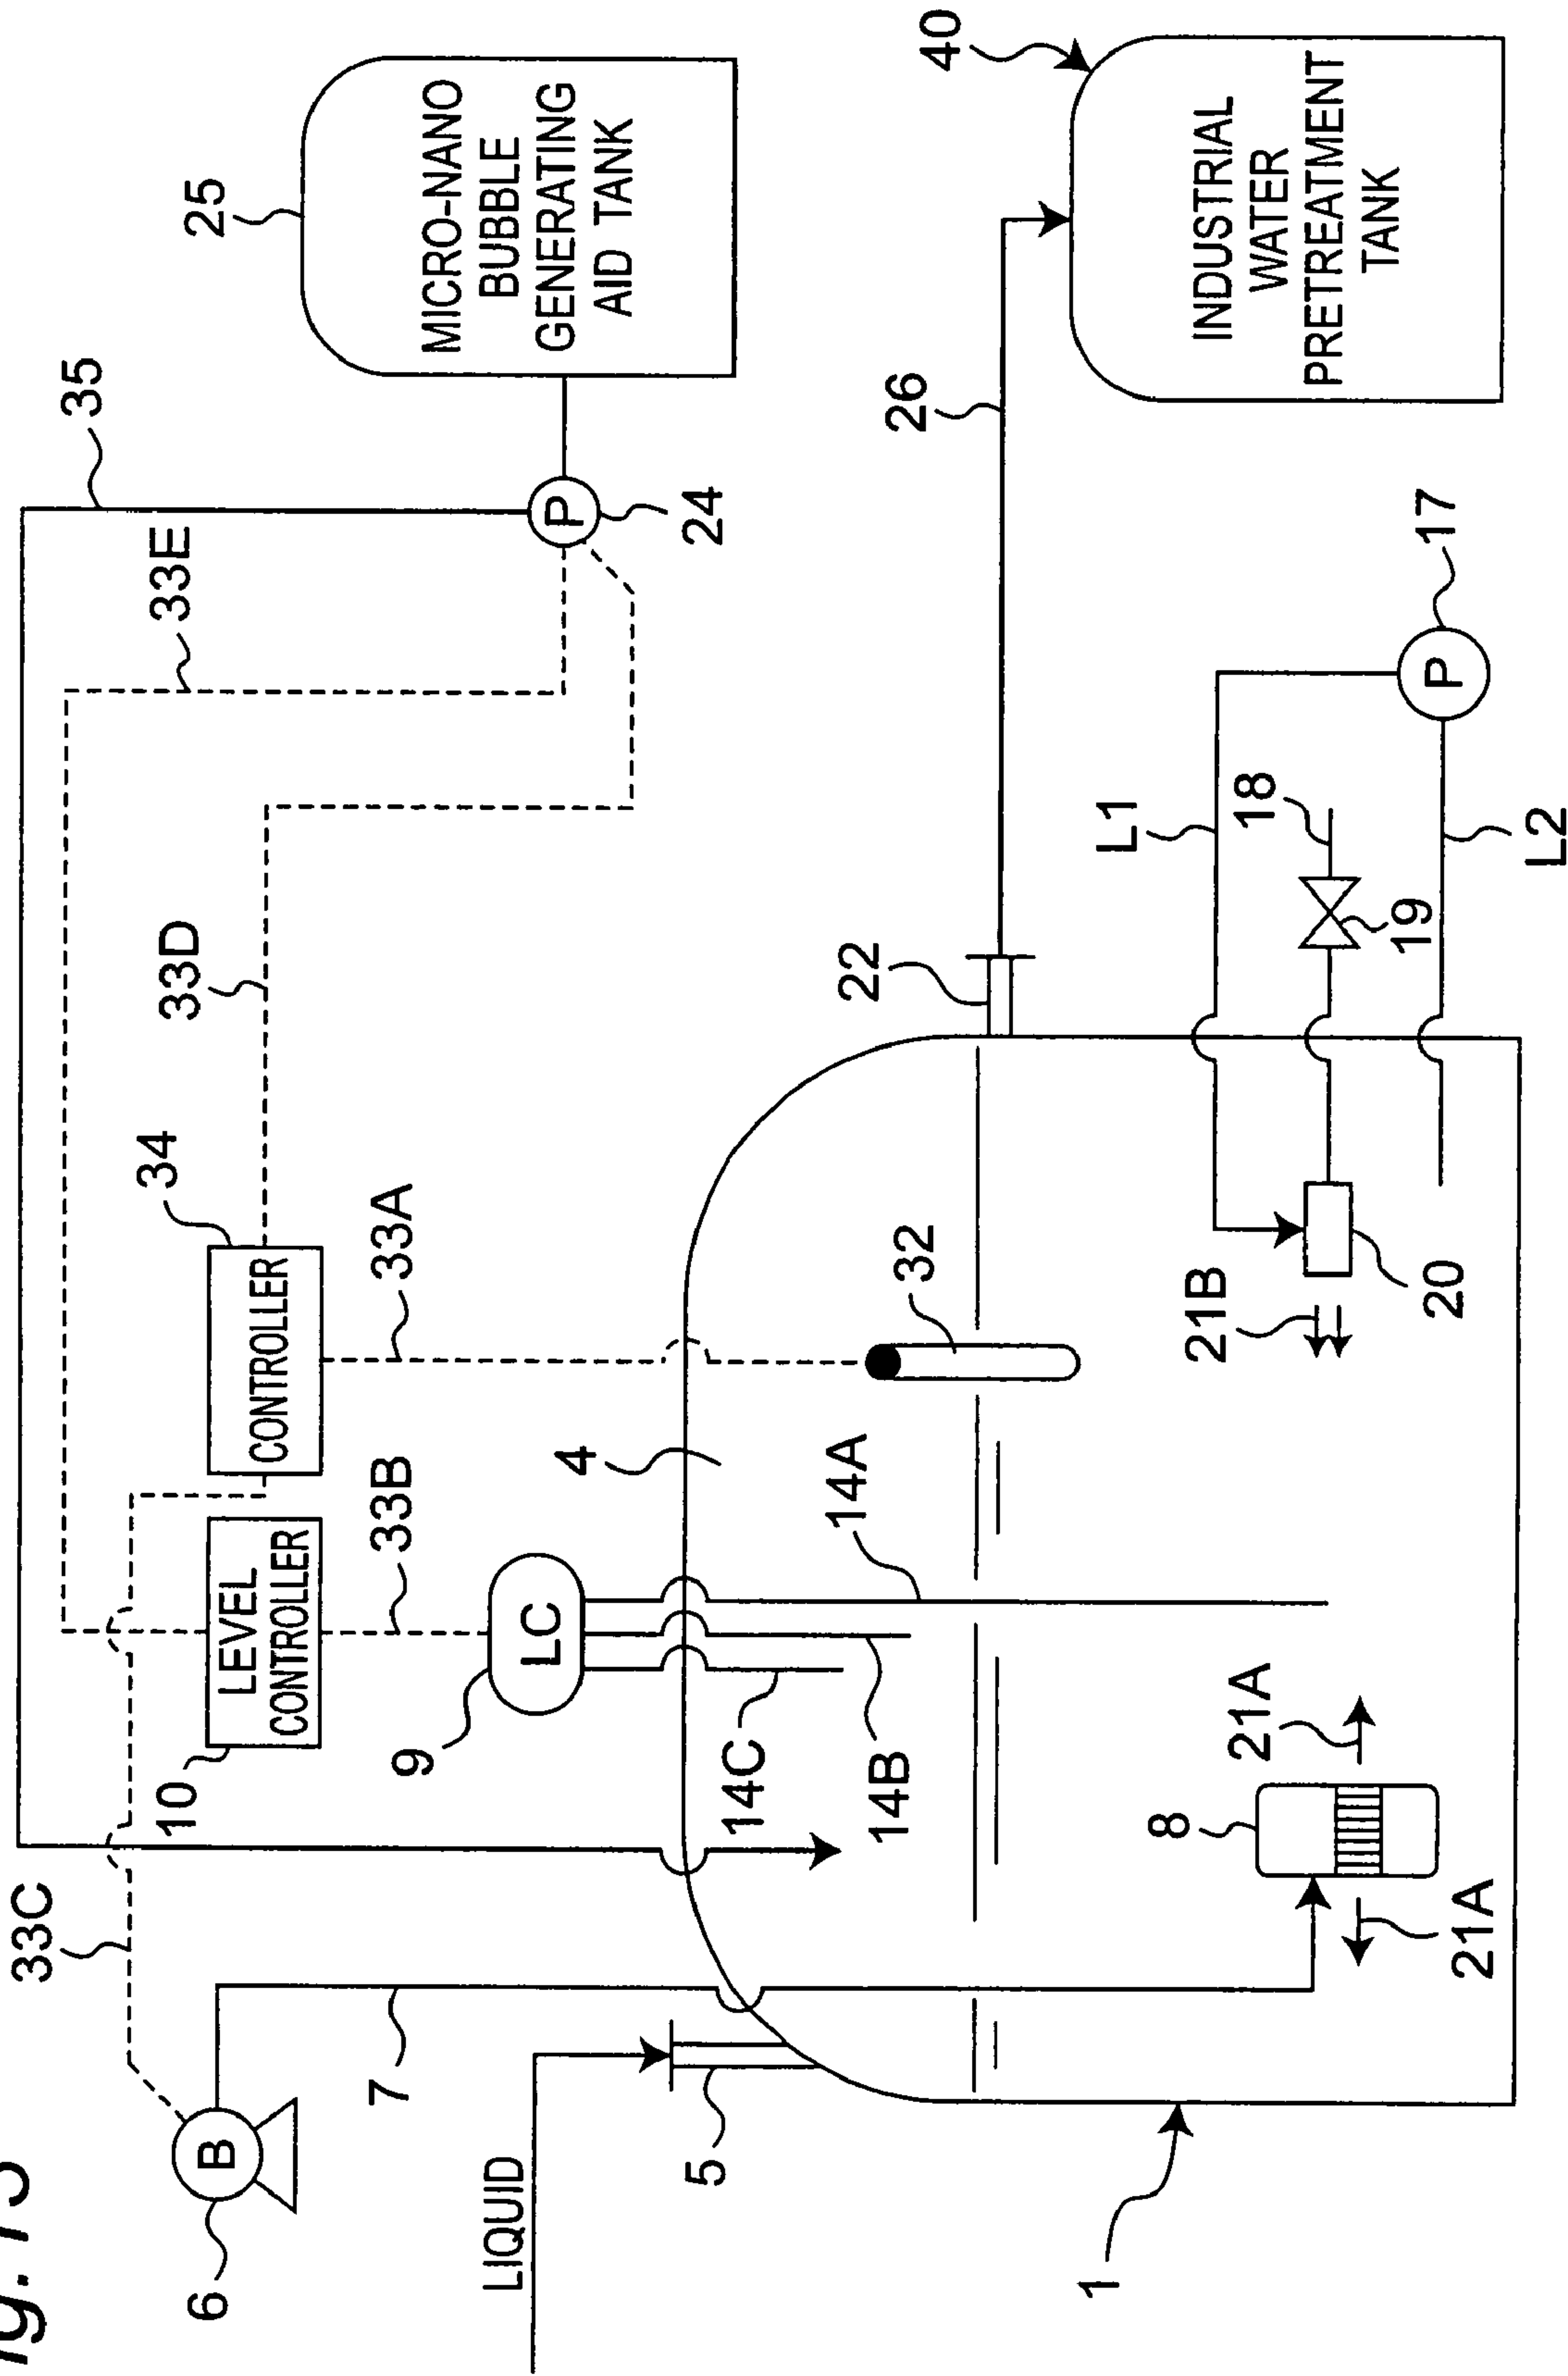 33C
35
33E
10
34
33D
6
LEVEL
CONTROLLER
CONTROLLER
25
7
33B
33A
9
LC
MICRO-NANO
BUBBLE
GENERATING
AID TANK
B
P
LIQUID
4
24
5
14C
14A
14B
32
22
26
40
1
8
21A
21B
L1
18
INDUSTRIAL
WATER
PRETREATMENT
TANK
21A
20
19
P
17
L2